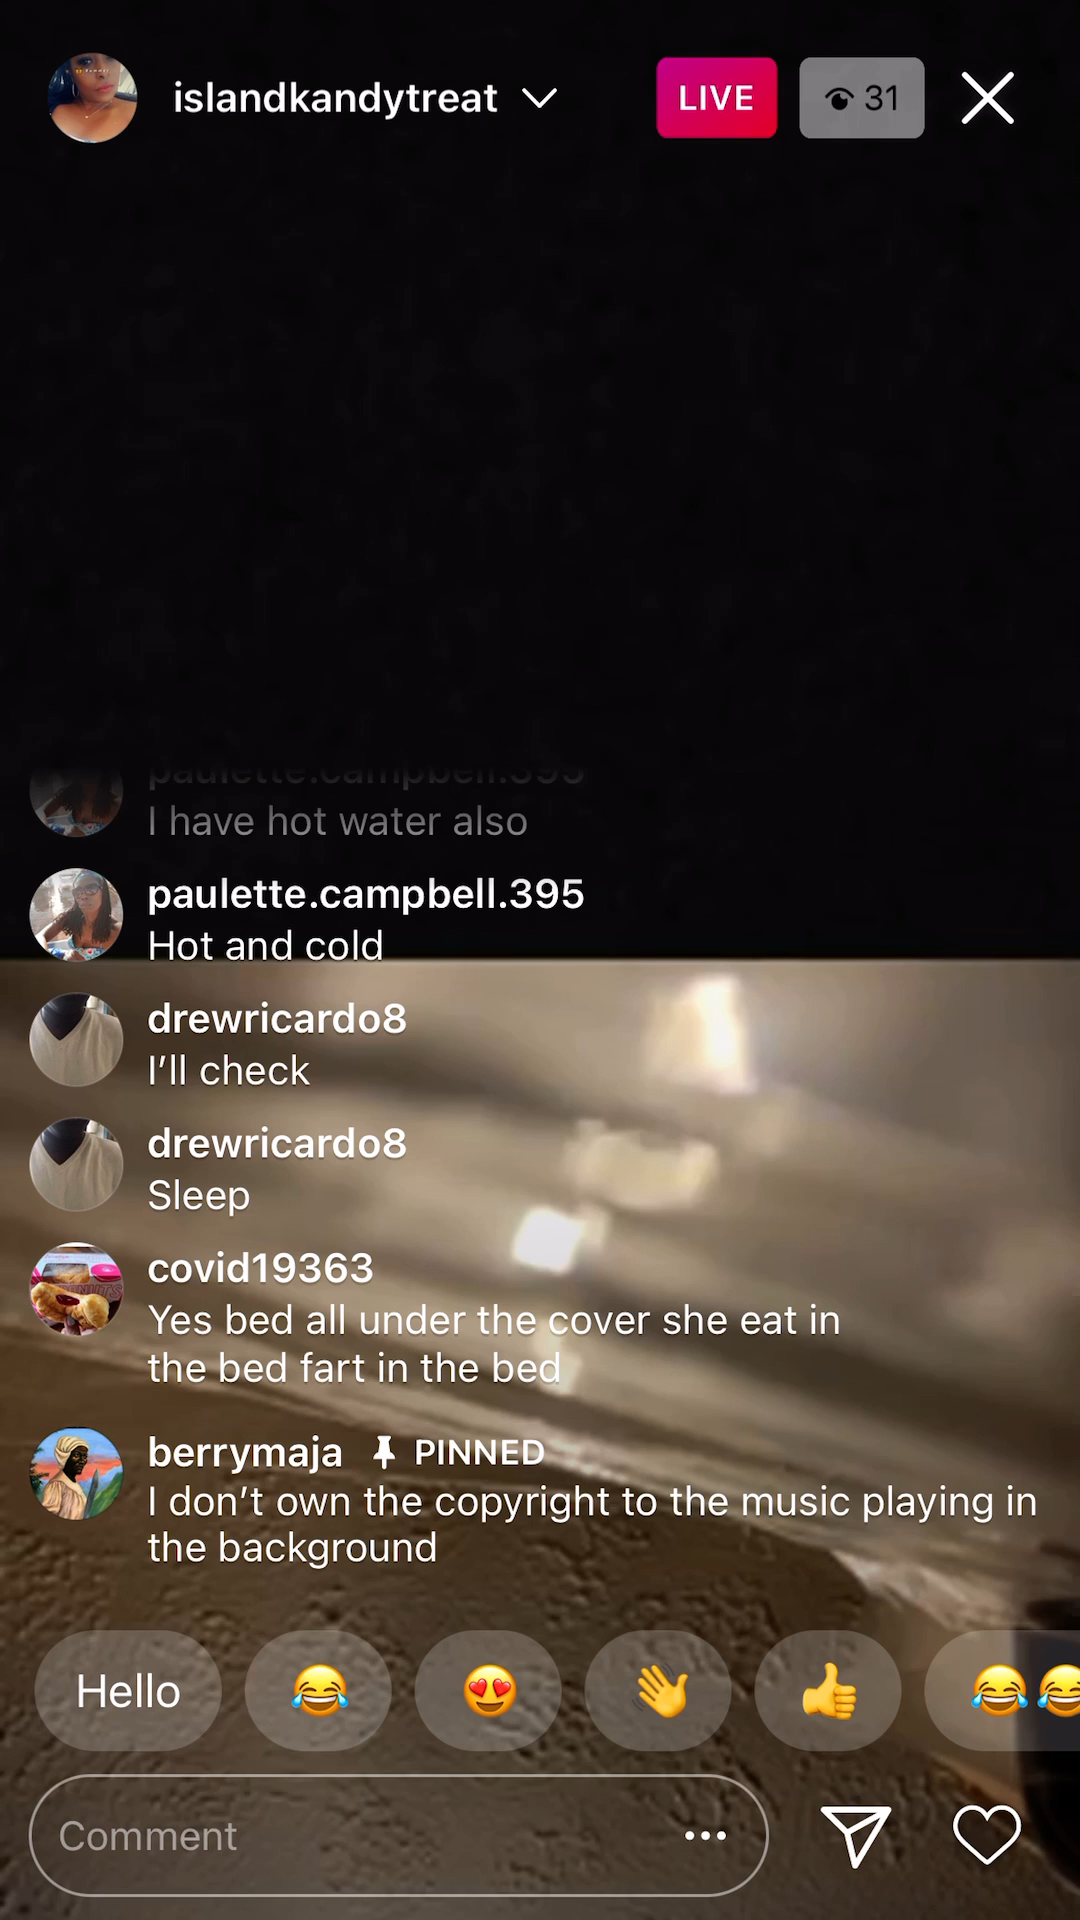 islandkandytreat
LIVE
31
paulette.campbell.395
I have hot water also
paulette.campbell.395
Hot and cold
drewricardo8
I'll check
drewricardo8
Sleep
covid19363
Yes bed all under the cover she eat in
the bed fart in the bed
berrymaja PINNED
I don't own the copyright to the music playing in
the background
Hello
Comment